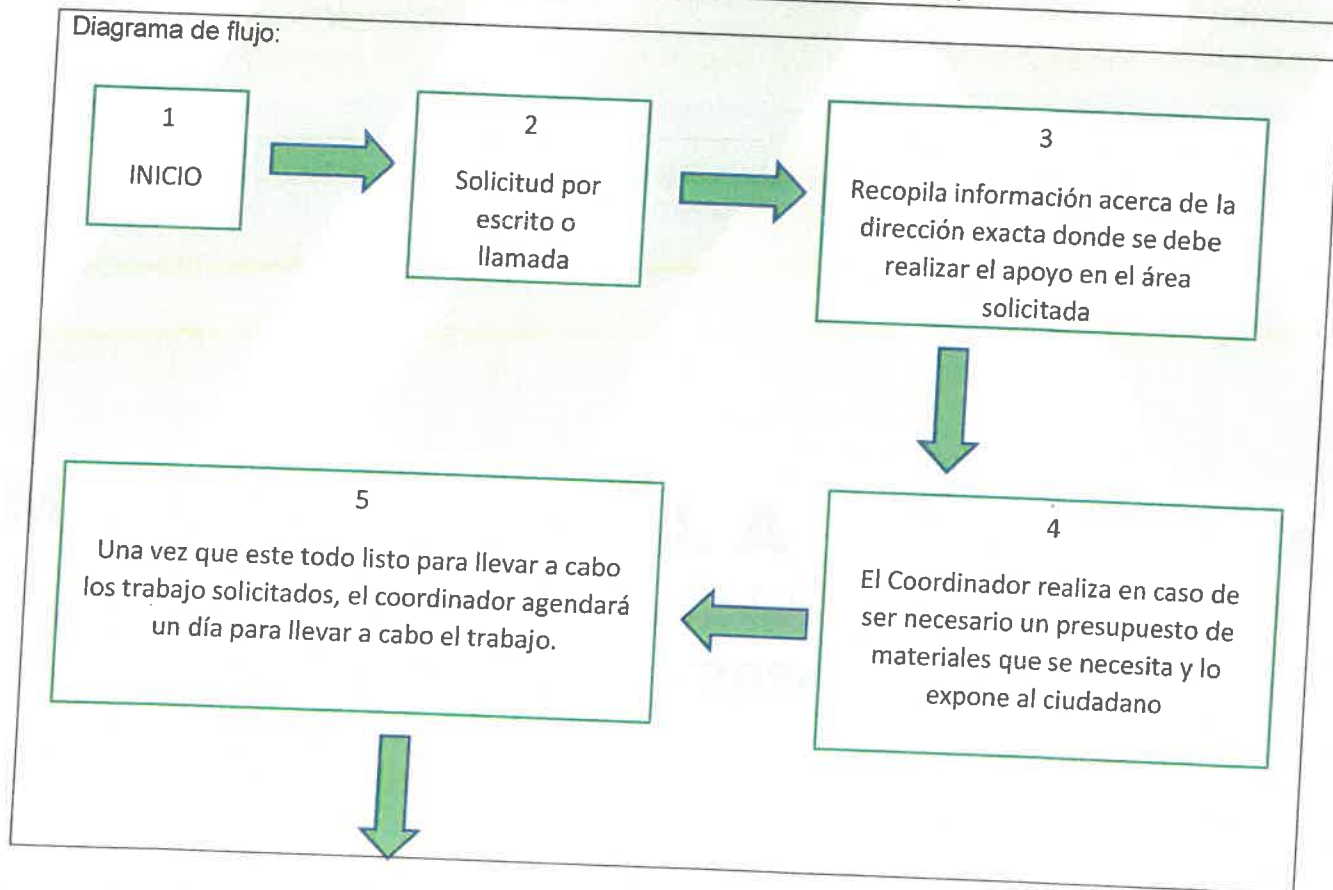 Diagrama de flujo:
1
INICIO
2
Solicitud por
escrito o
llamada
3
Recopila información acerca de la
dirección exacta donde se debe
realizar el apoyo en el área
solicitada
4
El Coordinador realiza en caso de
ser necesario un presupuesto de
materiales que se necesita y lo
expone al ciudadano
5
Una vez que este todo listo para llevar a cabo
los trabajo solicitados, el coordinador agendará
un día para llevar a cabo el trabajo.